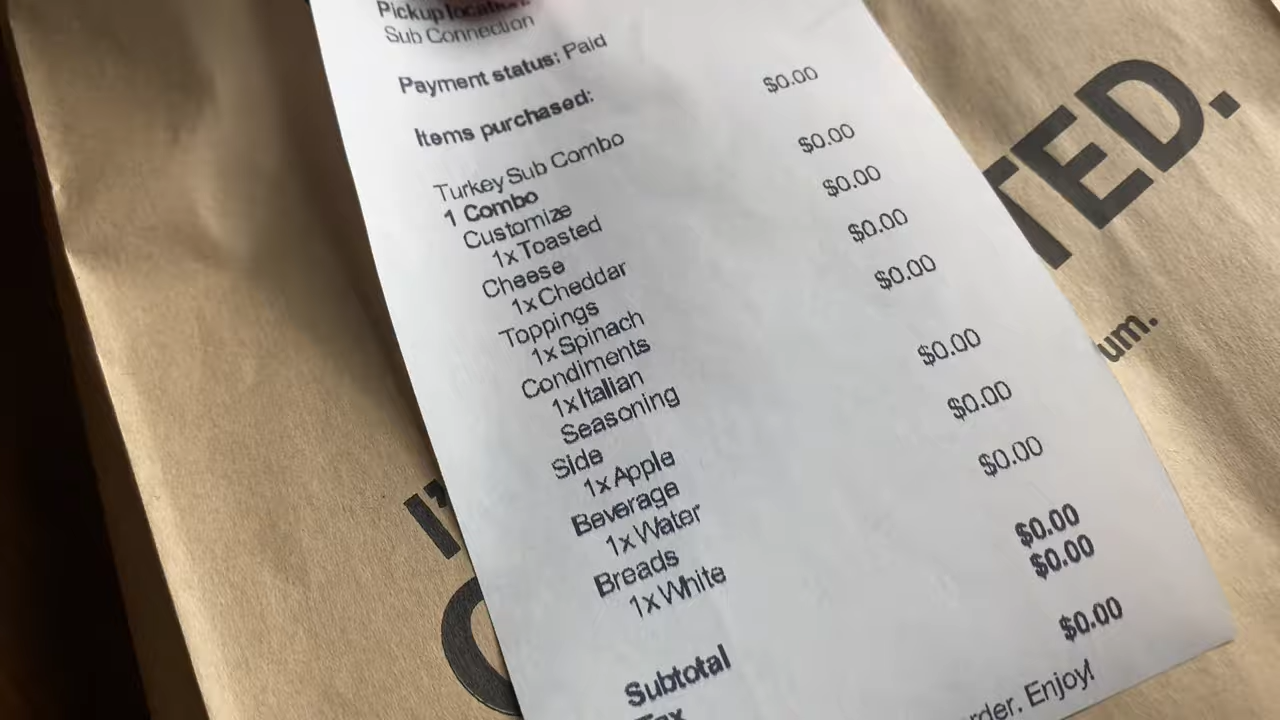 Pickup location:
Sub Connection
Payment status: Paid
Items purchased:
Turkey Sub Combo $0.00
1 Combo
Customize
1x Toasted $0.00
Cheese
1x Cheddar $0.00
Toppings
1x Spinach $0.00
Condiments
1x Italian $0.00
Seasoning
Side
1x Apple $0.00
Beverage
1x Water $0.00
Breads
1x White $0.00
Subtotal $0.00
Tax $0.00
$0.00
Enjoy!
TED.
um.
I'